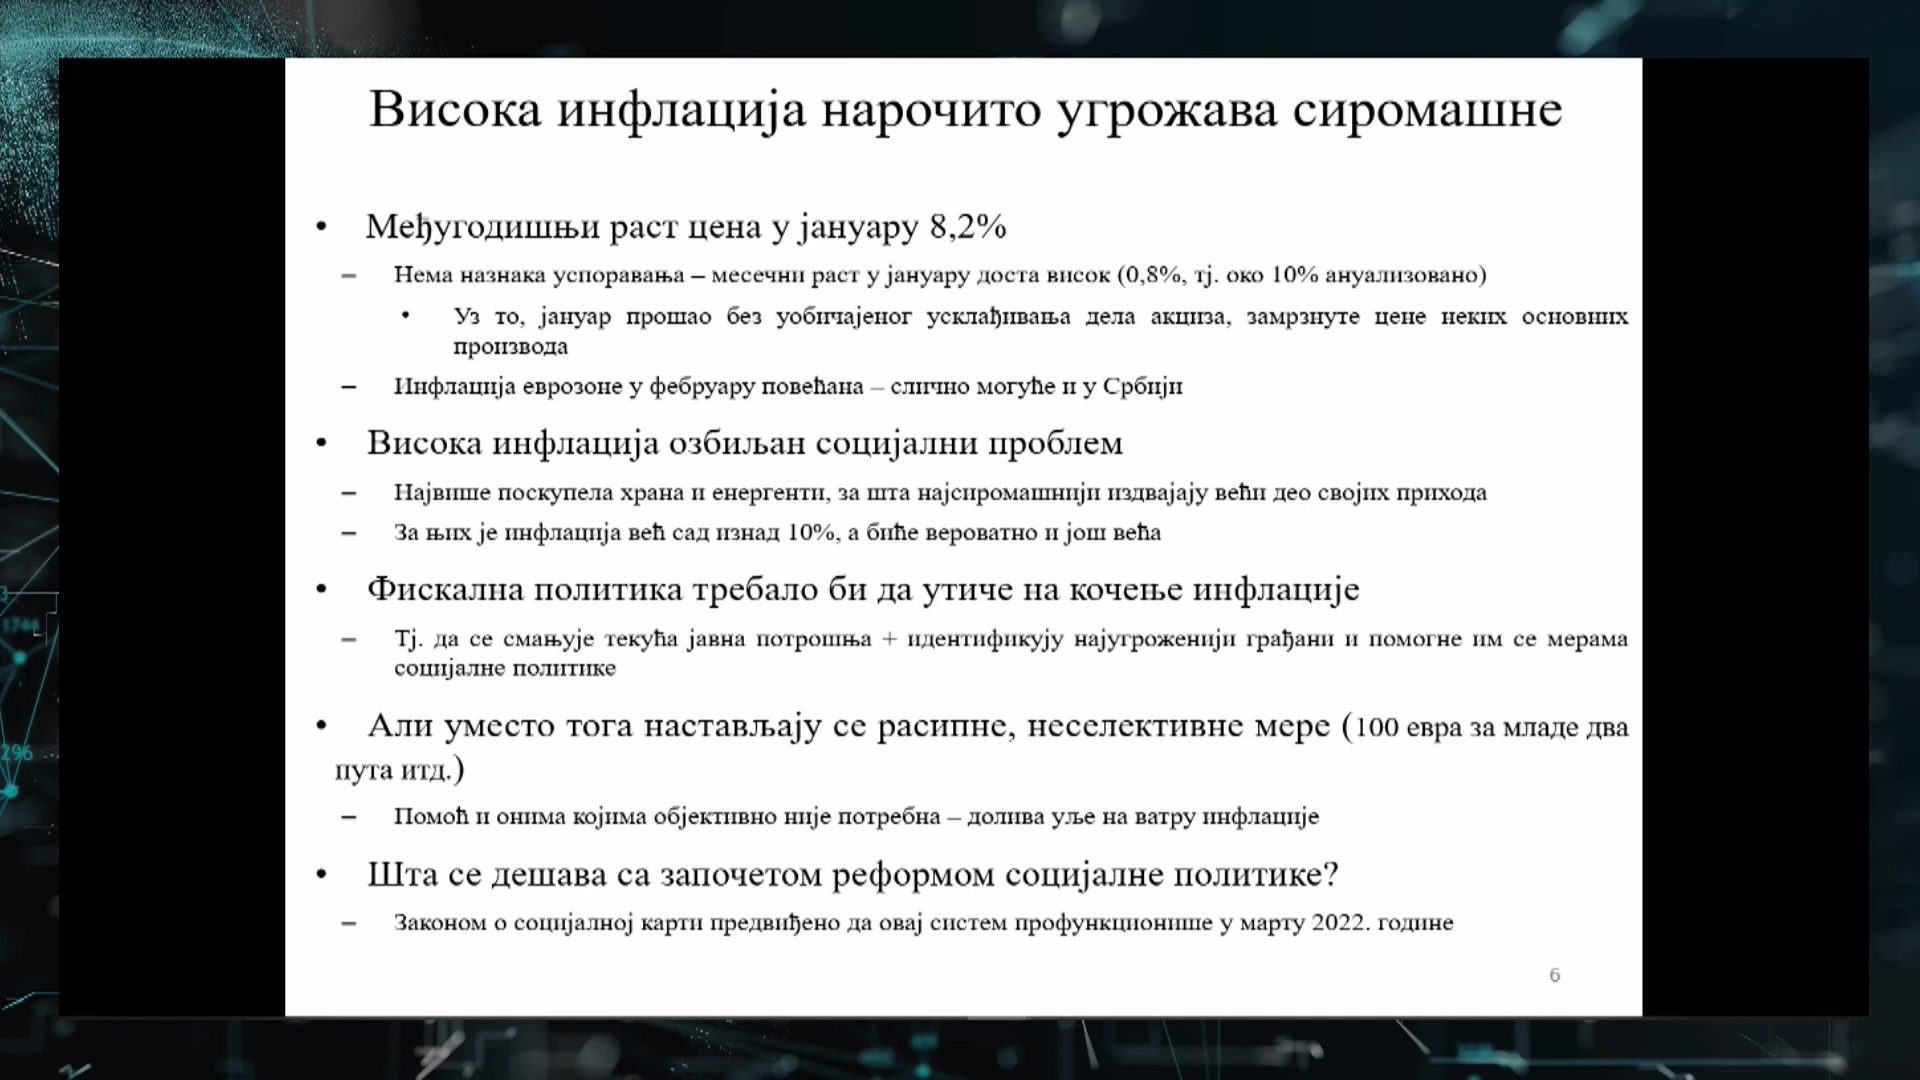 Висока инфлација нарочито угрожава сиромашне
• Међугодишњи раст цена у јануару 8,2%
– Нема назнака успоравања – месечни раст у јануару доста висок (0,8%, тј. око 10% ануализовано)
• Уз то, јануар прошао без уобичајеног усклађивања дела акциза, замрзнуте цене неких основних
производа
– Инфлација еврозоне у фебруару повећана – слично могуће и у Србији
• Висока инфлација озбиљан социјални проблем
– Највише поскупела храна и енергенти, за шта најсиромашнији издвајају већи део својих прихода
– За њих је инфлација већ сад изнад 10%, а биће вероватно и још већа
• Фискална политика требало би да утиче на кочење инфлације
– Тј. да се смањује текућа јавна потрошња + идентификују најугроженији грађани и помогне им се мерама
социјалне политике
• Али уместо тога настављају се расипне, неселективне мере (100 евра за младе два
пута итд.)
– Помоћ и онима којима објективно није потребна – долива уље на ватру инфлације
• Шта се дешава са започетом реформом социјалне политике?
– Законом о социјалној карти предвиђено да овај систем профункционише у марту 2022. године
6
296